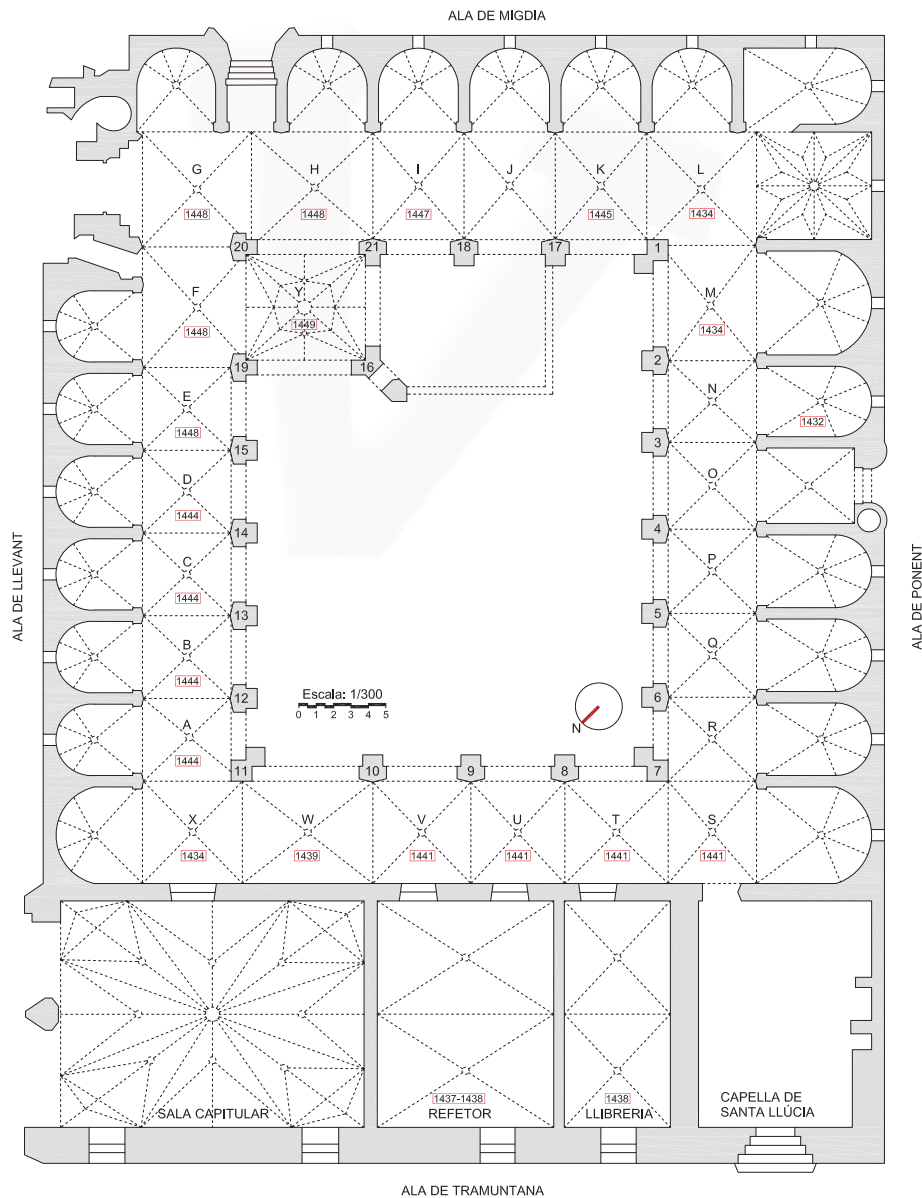 ALA DE MIGDIA
G H I J K L
1448 1448 1447 1445 1434
20 21 18 17 1
F Y M
1448 1449 1434
19 16 2
E N
1448 1432
15 3
D O
1444
14 4
ALA DE LLEVANT
ALA DE PONENT
C P
1444
13 5
B Q
1444
12 6
Escala: 1/300
0 1 2 3 4 5
N
A R
1444
11 10 9 8 7
X W V U T S
1434 1439 1441 1441 1441 1441
1437-1438 1438
SALA CAPITULAR
REFETOR
LLIBRERIA
CAPELLA DE
SANTA LLÚCIA
ALA DE TRAMUNTANA